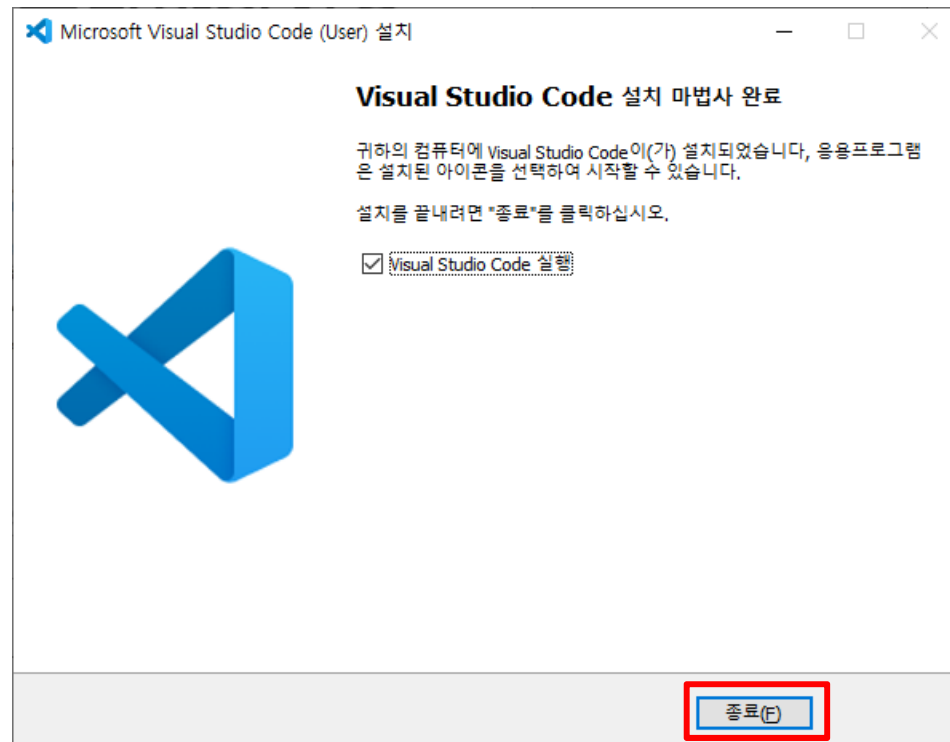 Microsoft Visual Studio Code (User) 설치
Visual Studio Code 설치 마법사 완료
귀하의 컴퓨터에 Visual Studio Code이(가) 설치되었습니다, 응용프로그램
은 설치된 아이콘을 선택하여 시작할 수 있습니다.
설치를 끝내려면 "종료"를 클릭하십시오.
Visual Studio Code 실행
종료(F)